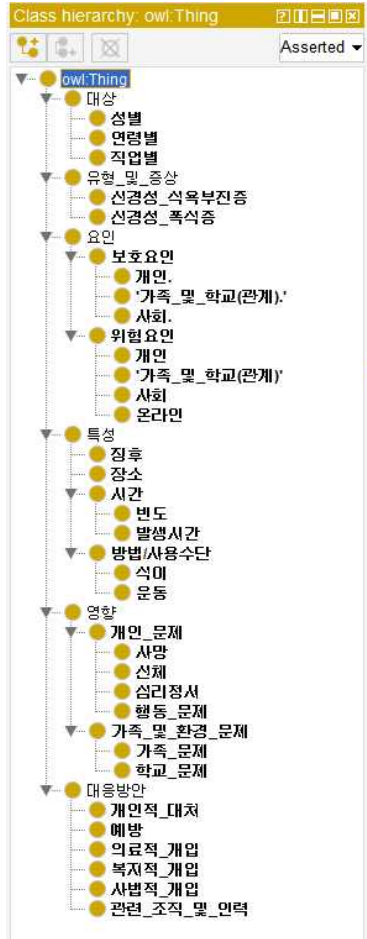 Class hierarchy: owl:Thing
Asserted
owl:Thing
대상
성별
연령별
직업별
유형_및_증상
신경성_식욕부진증
신경성_폭식증
요인
보호요인
개인.
'가족_및_학교(관계).'
사회.
위험요인
개인
'가족_및_학교(관계)'
사회
온라인
특성
징후
장소
시간
빈도
발생시간
방법/사용수단
식이
운동
영향
개인_문제
사망
신체
심리정서
행동_문제
가족_및_환경_문제
가족_문제
학교_문제
대응방안
개인적_대처
예방
의료적_개입
복지적_개입
사법적_개입
관련_조직_및_인력